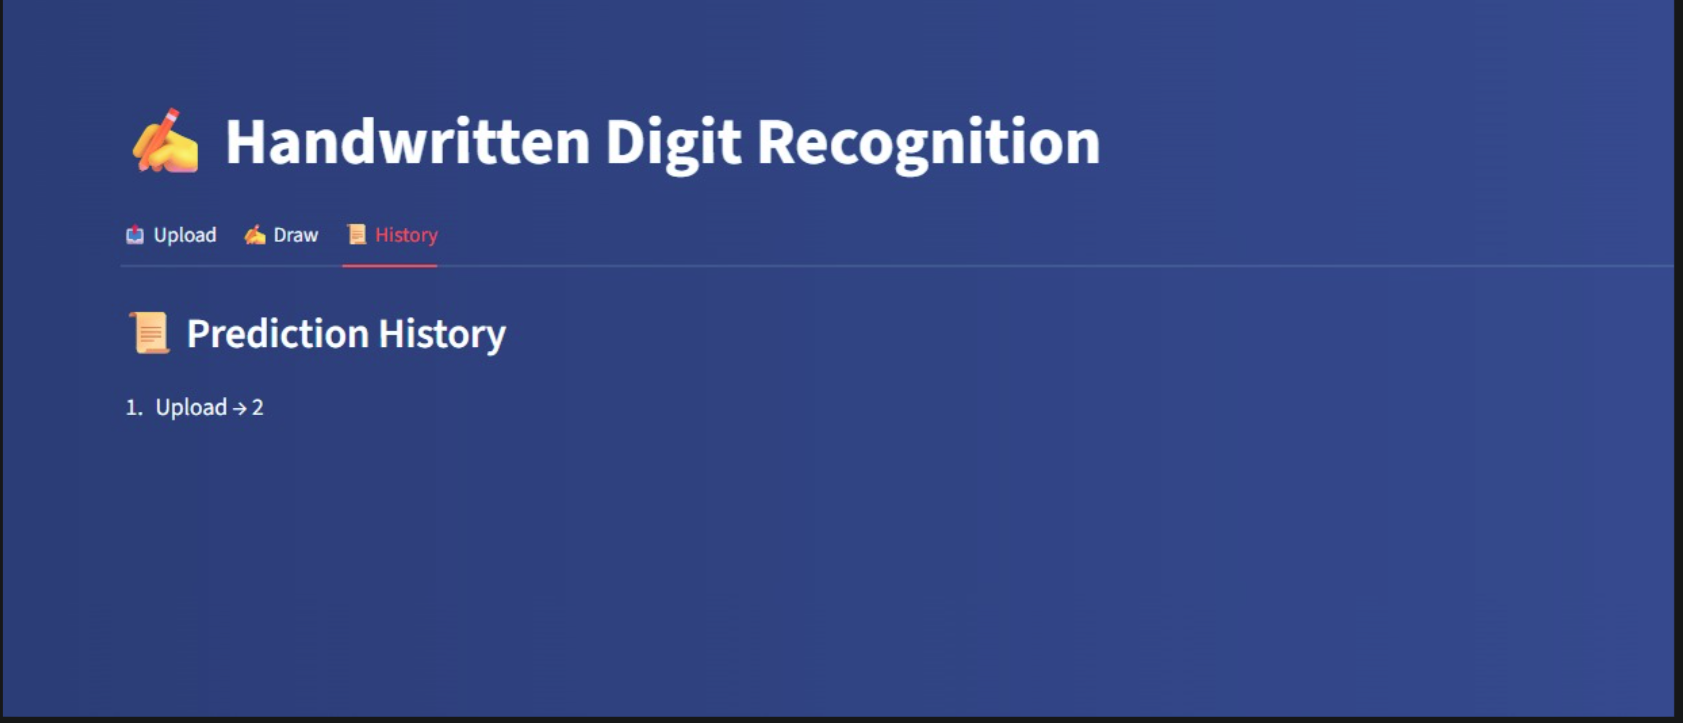 ✍️ Handwritten Digit Recognition
📤 Upload ✍️ Draw 📜 History
📜 Prediction History
1. Upload → 2